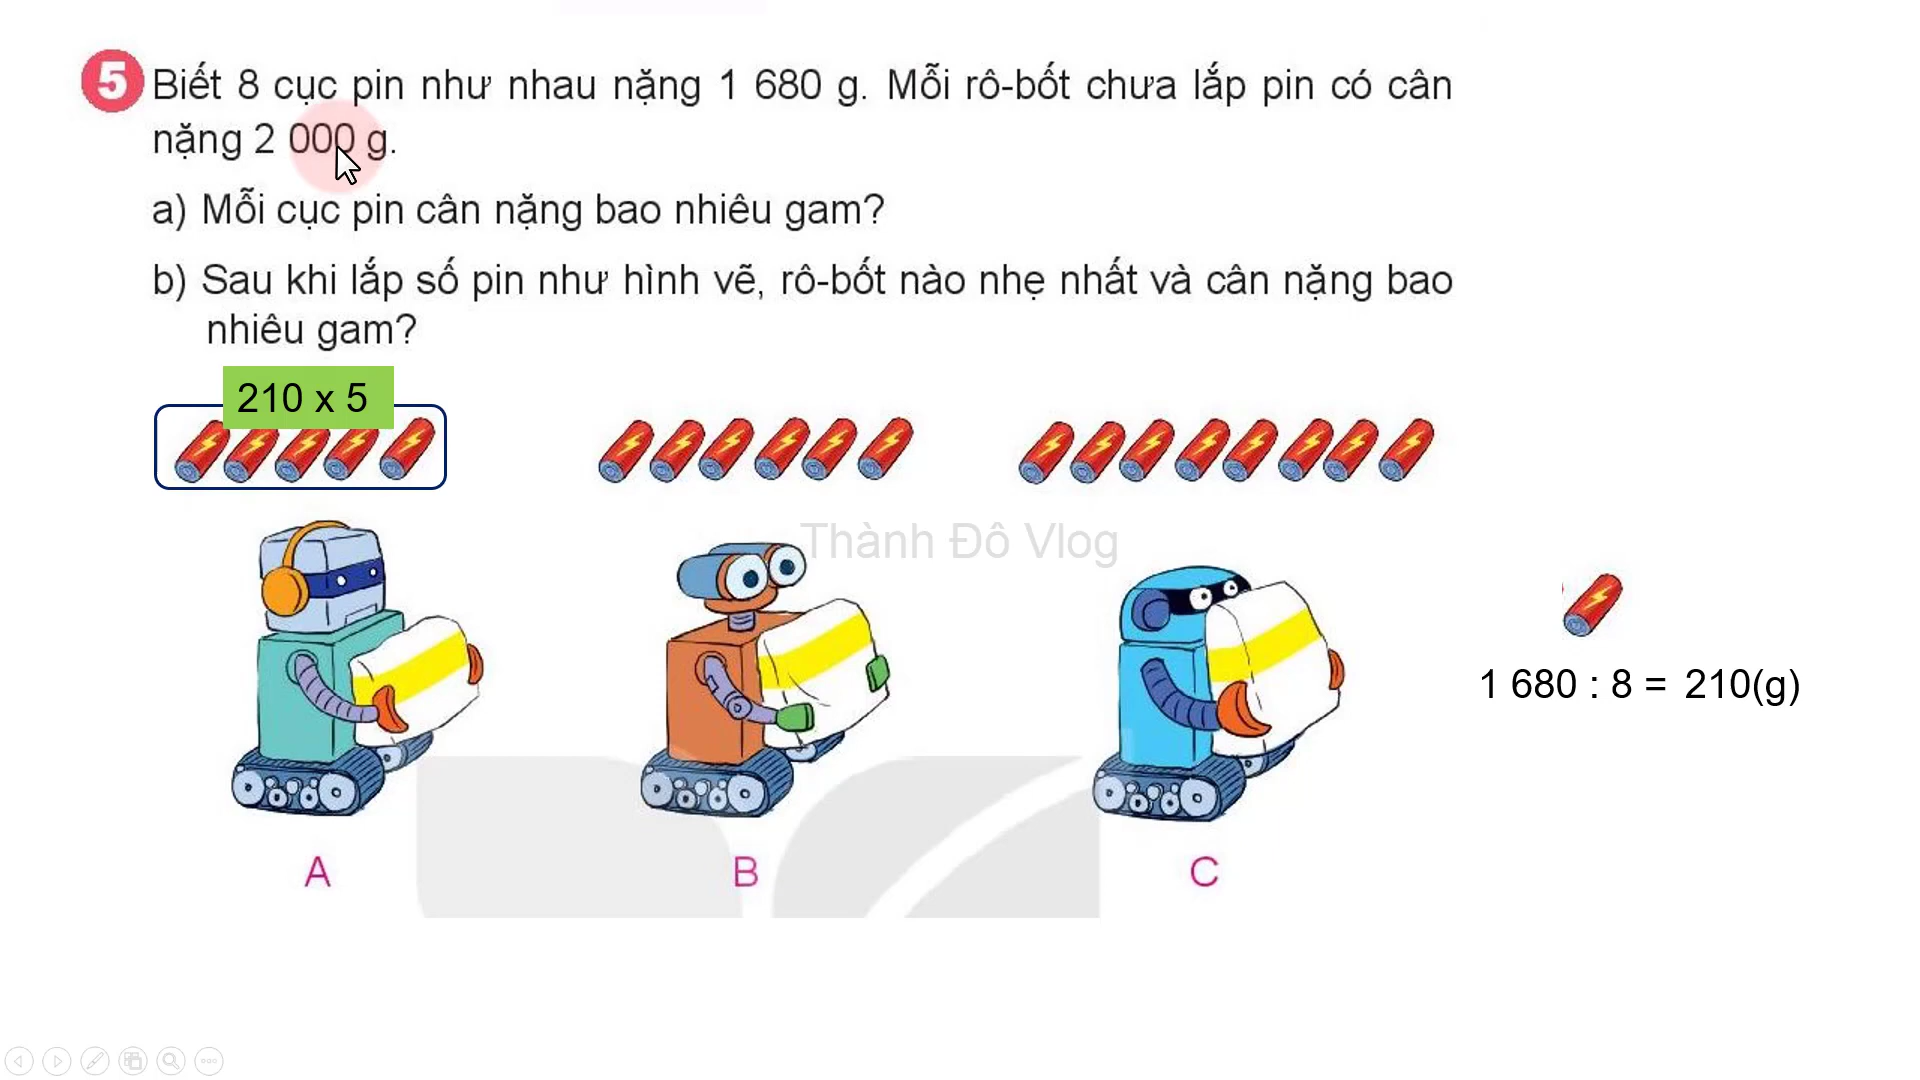 5 Biết 8 cục pin như nhau nặng 1 680 g. Mỗi rô-bốt chưa lắp pin có cân
nặng 2 000 g.
a) Mỗi cục pin cân nặng bao nhiêu gam?
b) Sau khi lắp số pin như hình vẽ, rô-bốt nào nhẹ nhất và cân nặng bao
nhiêu gam?
210 x 5
Thành Đô Vlog
1 680 : 8 = 210(g)
A
B
C